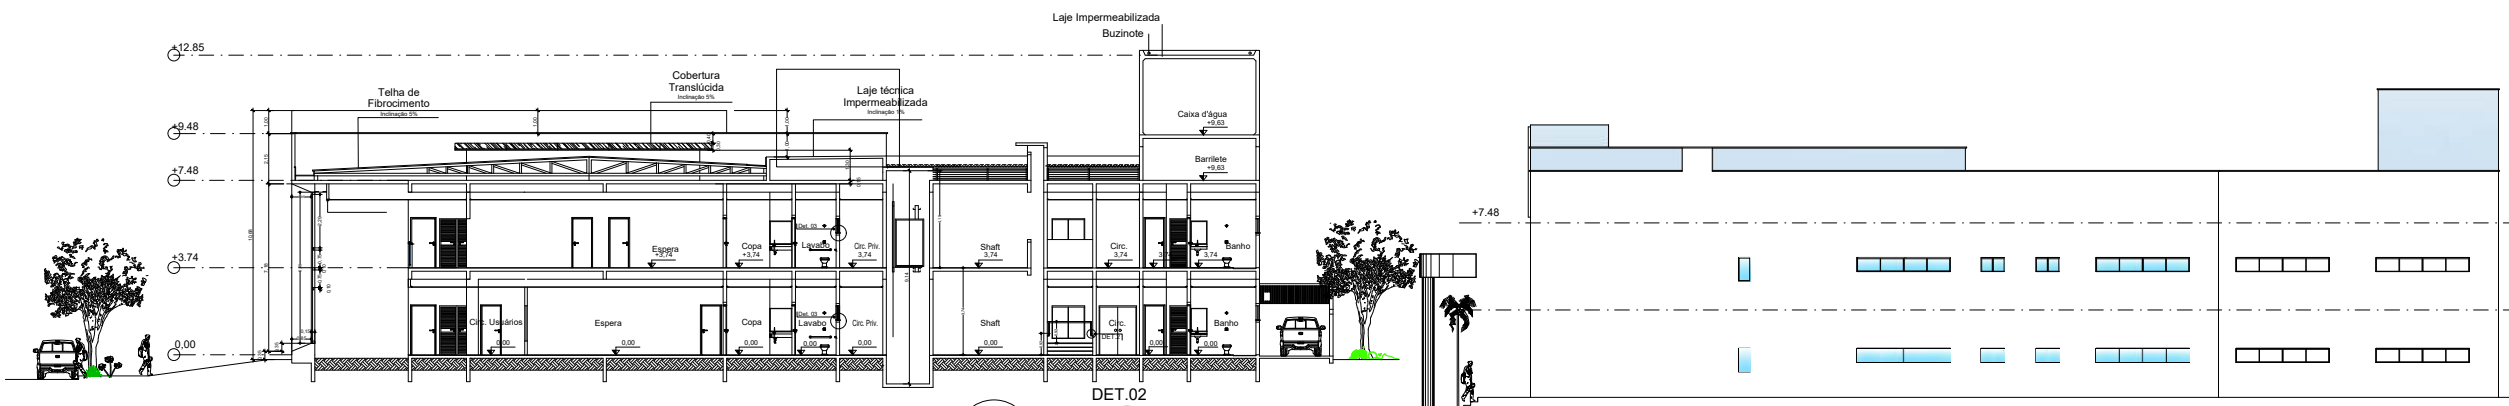 Laje Impermeabilizada
Buzinote
+12.85
Cobertura
Translúcida
Inclinação 5%
Telha de
Fibrocimento
Inclinação 5%
Laje técnica
Impermeabilizada
Caixa d'água
+9,63
+9.48
Barrilete
+9,63
+7.48
+7.48
Det. 03
Espera
+3,74
Copa
+3,74
Lavabo
Circ. Priv.
3,74
Shaft
3,74
Circ.
3,74
3,74
Banho
+3.74
Det. 03
Circ. Usuários
0,00
Espera
0,00
Copa
0,00
Lavabo
0,00
Circ. Priv.
0,00
Shaft
0,00
Circ.
0,00
Banho
0,00
0,00
DET.02